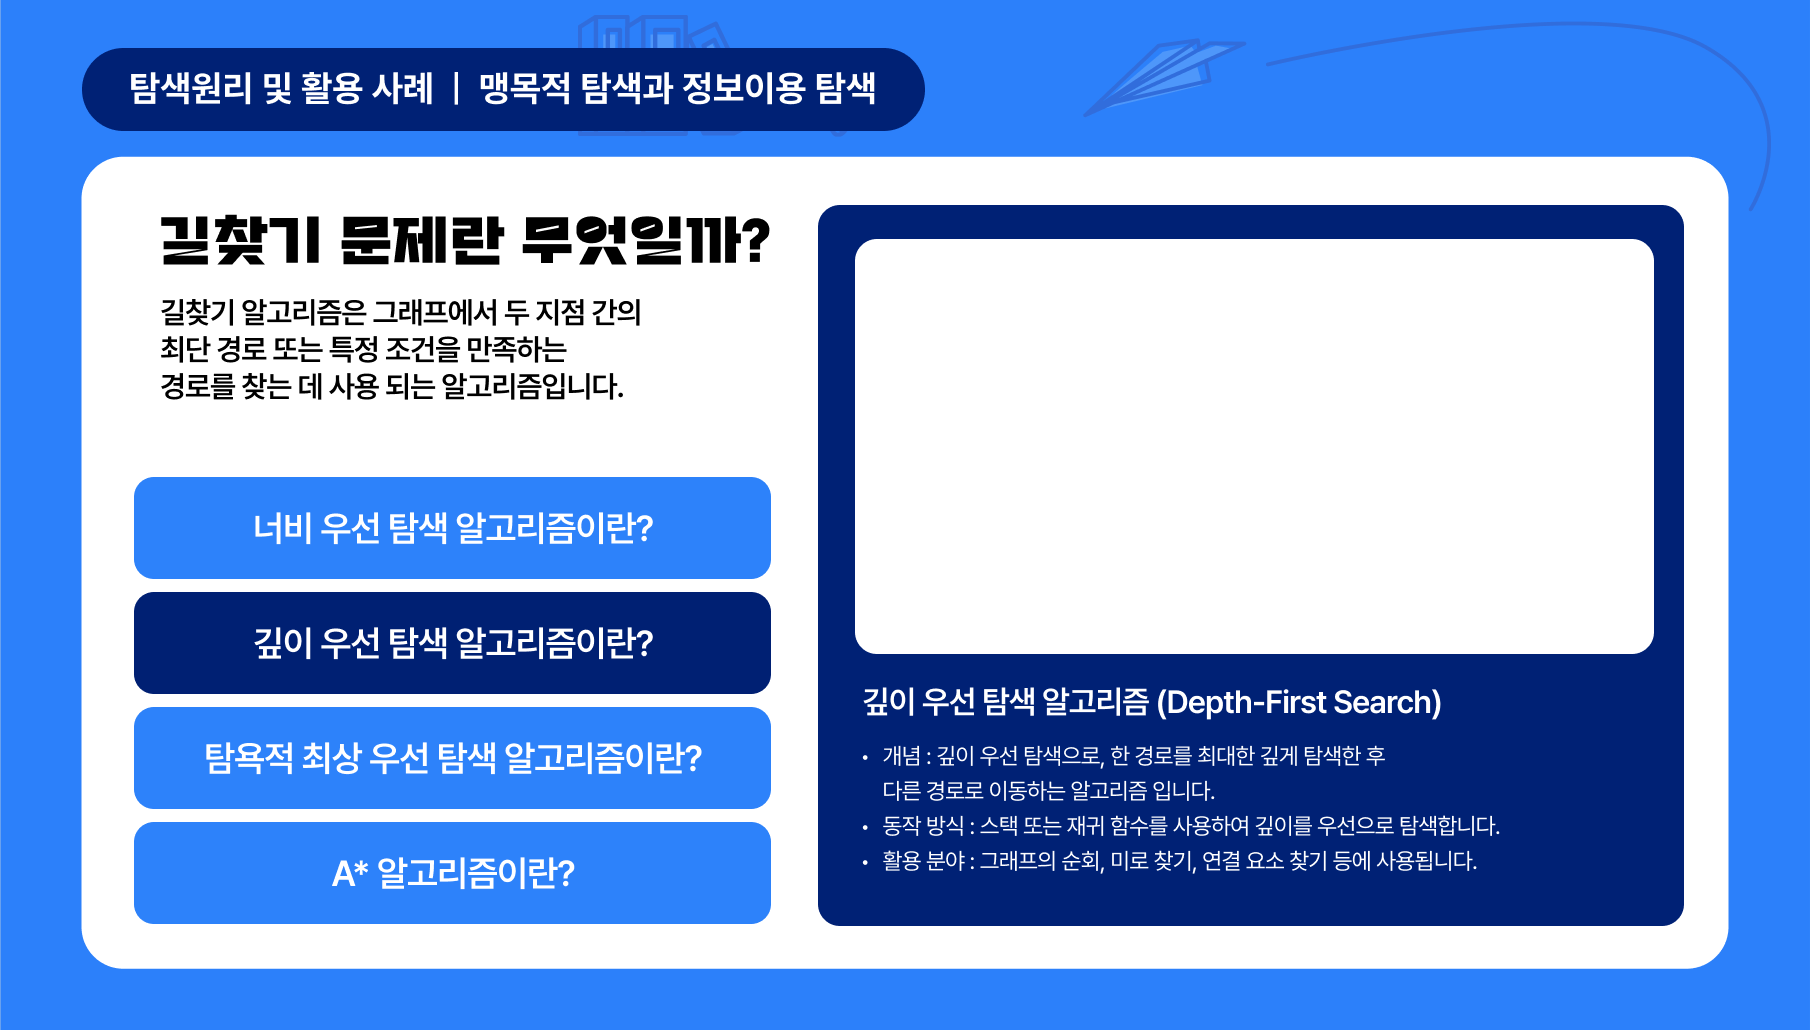 탐색원리 및 활용 사례 | 맹목적 탐색과 정보이용 탐색
길찾기 문제란 무엇일까?
길찾기 알고리즘은 그래프에서 두 지점 간의
최단 경로 또는 특정 조건을 만족하는
경로를 찾는 데 사용 되는 알고리즘입니다.
너비 우선 탐색 알고리즘이란?
깊이 우선 탐색 알고리즘이란?
탐욕적 최상 우선 탐색 알고리즘이란?
A* 알고리즘이란?
깊이 우선 탐색 알고리즘 (Depth-First Search)
• 개념 : 깊이 우선 탐색으로, 한 경로를 최대한 깊게 탐색한 후
다른 경로로 이동하는 알고리즘 입니다.
• 동작 방식 : 스택 또는 재귀 함수를 사용하여 깊이를 우선으로 탐색합니다.
• 활용 분야 : 그래프의 순회, 미로 찾기, 연결 요소 찾기 등에 사용됩니다.